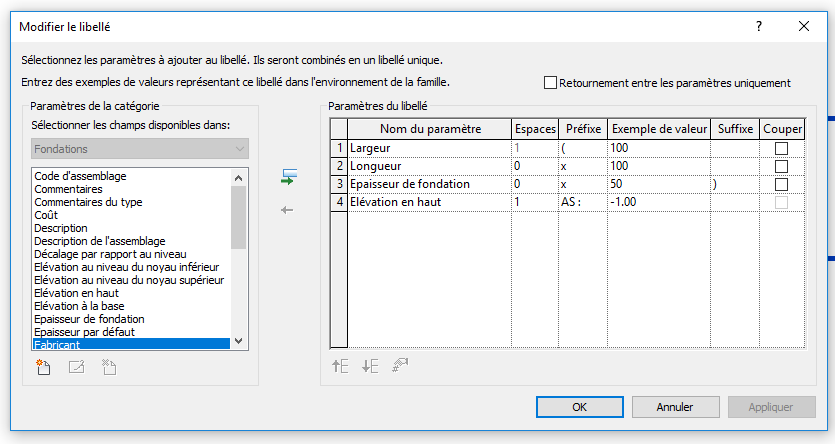 Modifier le libellé
?
Sélectionnez les paramètres à ajouter au libellé. Ils seront combinés en un libellé unique.
Entrez des exemples de valeurs représentant ce libellé dans l'environnement de la famille.
Retournement entre les paramètres uniquement
Paramètres de la catégorie
Sélectionner les champs disponibles dans:
Fondations
Code d'assemblage
Commentaires
Commentaires du type
Coût
Description
Description de l'assemblage
Décalage par rapport au niveau
Elévation au niveau du noyau inférieur
Elévation au niveau du noyau supérieur
Elévation en haut
Elévation à la base
Epaisseur de fondation
Epaisseur par défaut
Fabricant
Paramètres du libellé
Nom du paramètre Espaces Préfixe Exemple de valeur Suffixe Couper
1 Largeur 1 ( 100
2 Longueur 0 x 100
3 Epaisseur de fondation 0 x 50 )
4 Elévation en haut 1 AS : -1.00
OK Annuler Appliquer